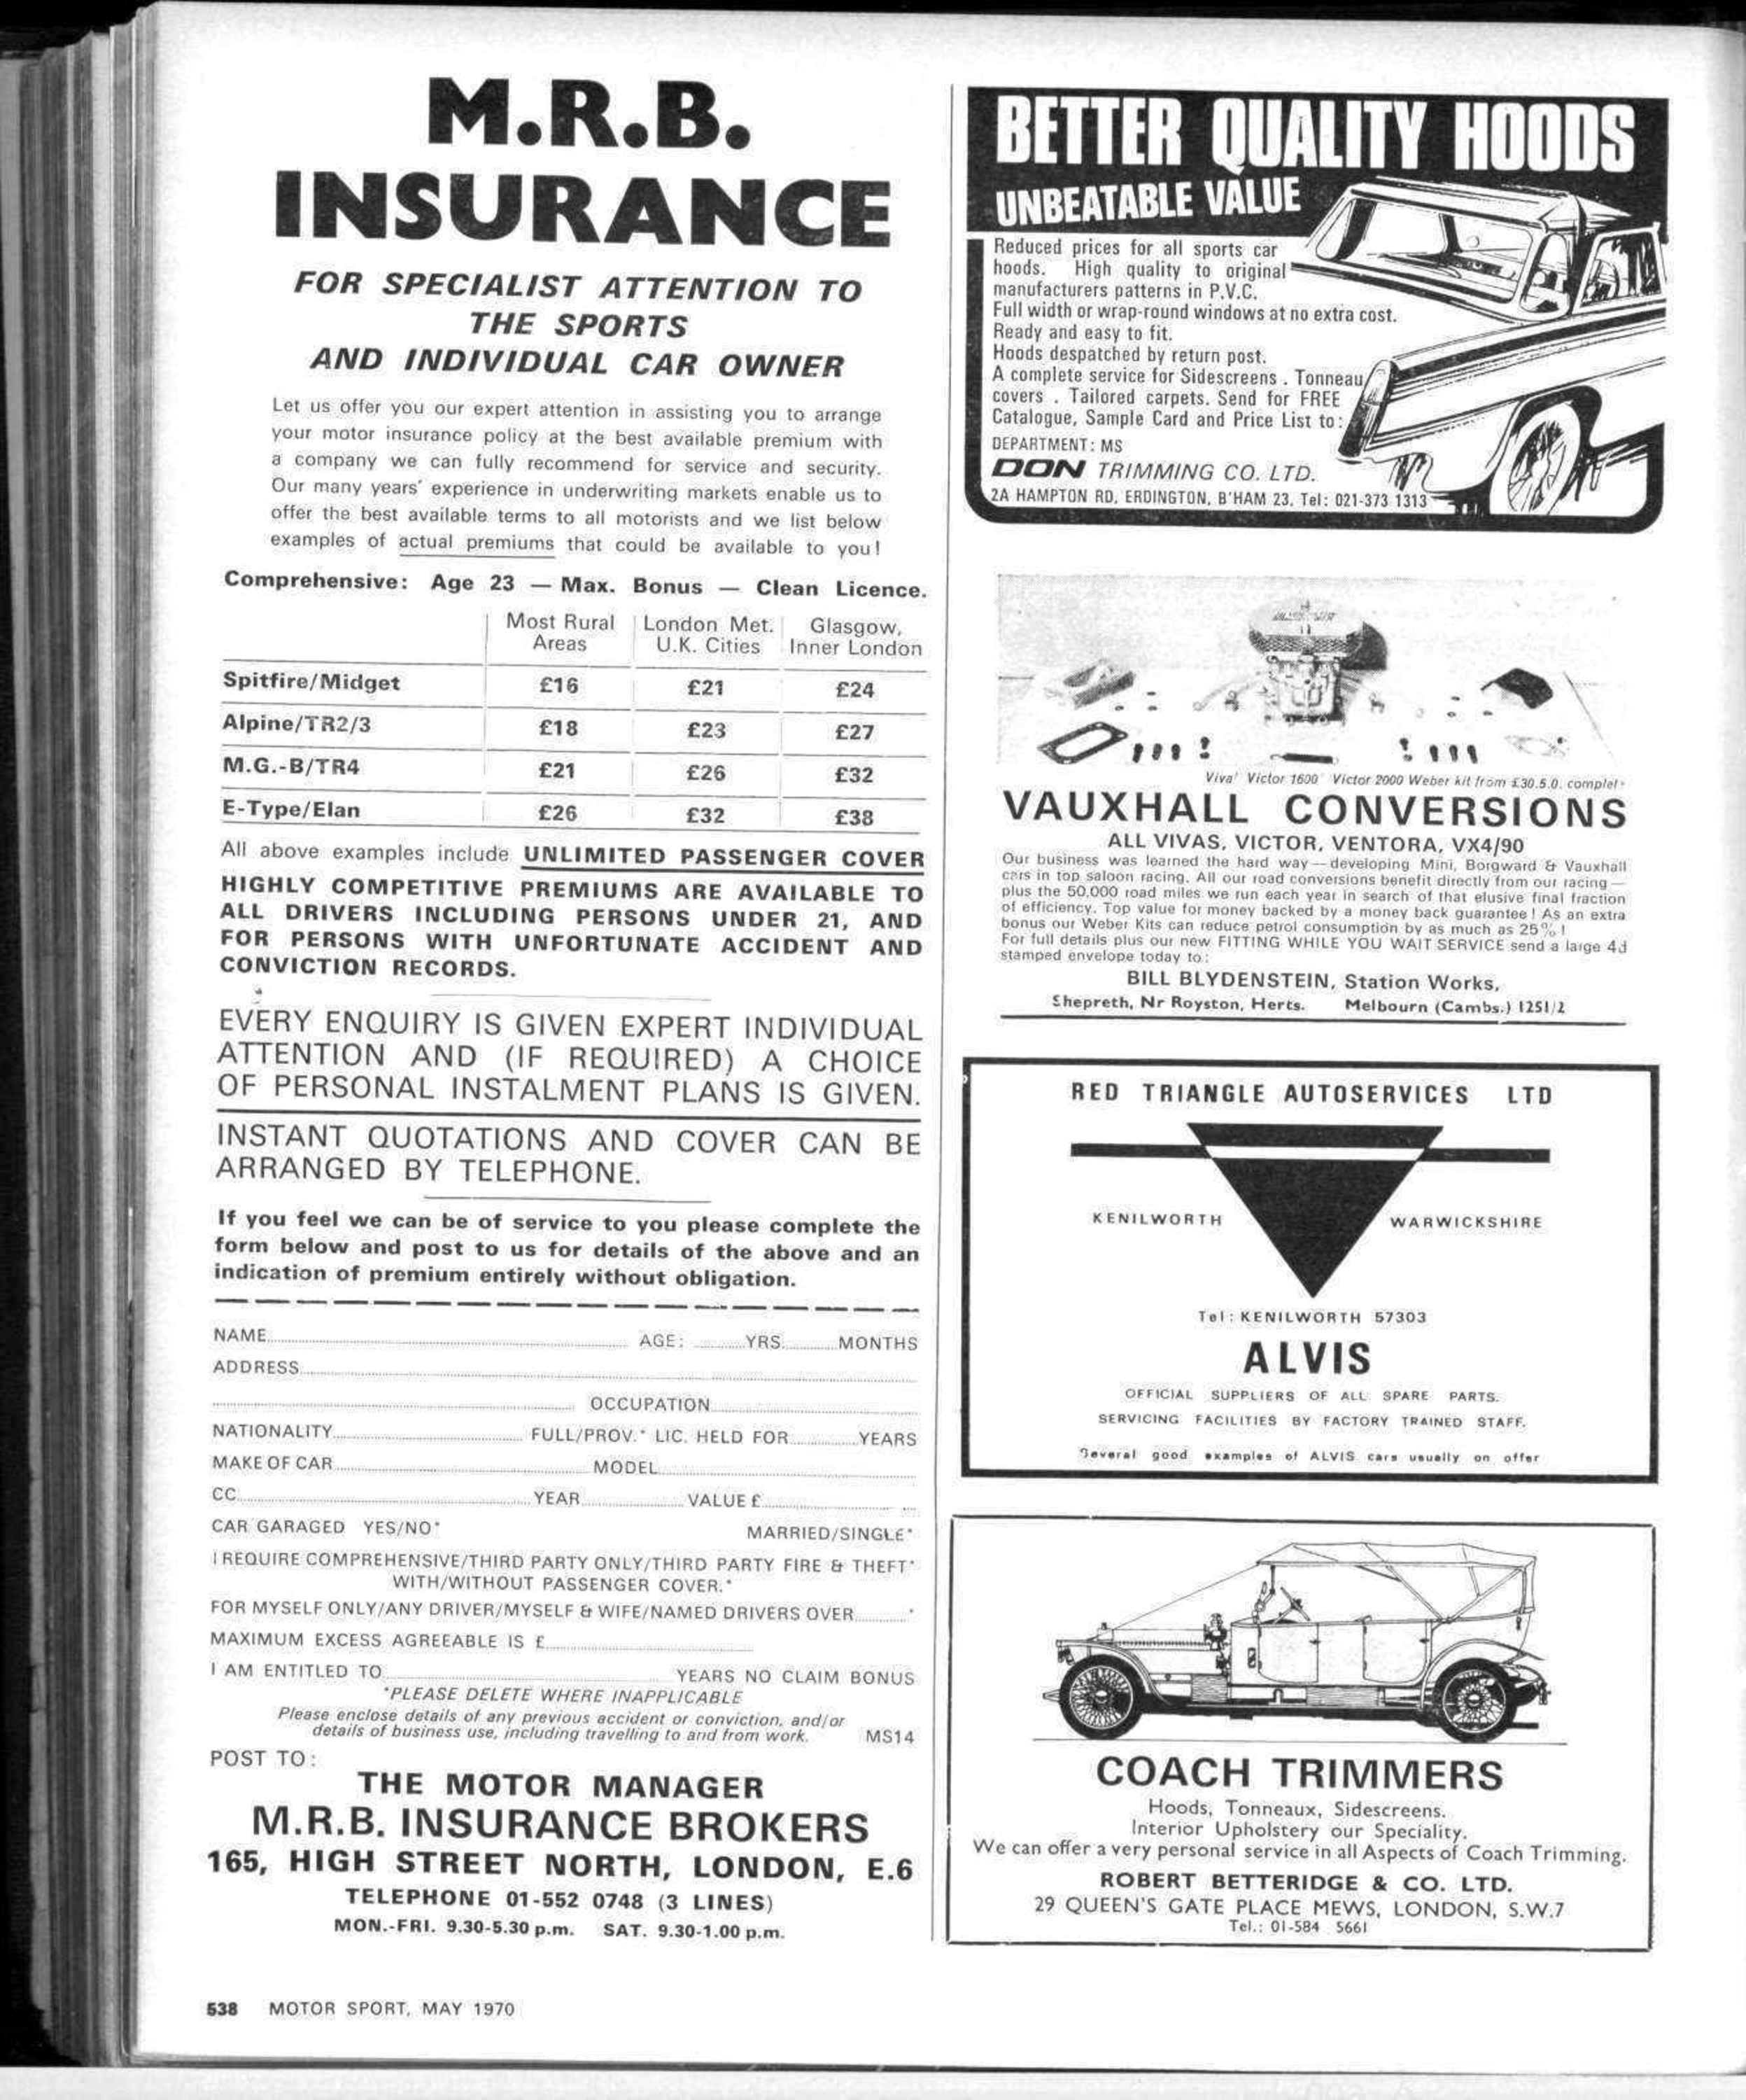 M.R.B.
INSURANCE
FOR SPECIALIST ATTENTION TO
THE SPORTS
AND INDIVIDUAL CAR OWNER
Let us offer you our expert attention in assisting you to arrange
your motor insurance policy at the best available premium with
a company we can fully recommend for service and security.
Our many years' experience in underwriting markets enable us to
offer the best available terms to all motorists and we list below
examples of actual premiums that could be available to you!
Comprehensive: Age 23 — Max. Bonus — Clean Licence.
Most Rural London Met. Glasgow,
Areas U.K. Cities Inner London
Spitfire/Midget £16 £21 £24
Alpine/TR2/3 £18 £23 £27
M.G.-B/TR4 £21 £26 £32
E-Type/Elan £26 £32 £38
All above examples include UNLIMITED PASSENGER COVER
HIGHLY COMPETITIVE PREMIUMS ARE AVAILABLE TO
ALL DRIVERS INCLUDING PERSONS UNDER 21, AND
FOR PERSONS WITH UNFORTUNATE ACCIDENT AND
CONVICTION RECORDS.
EVERY ENQUIRY IS GIVEN EXPERT INDIVIDUAL
ATTENTION AND (IF REQUIRED) A CHOICE
OF PERSONAL INSTALMENT PLANS IS GIVEN.
INSTANT QUOTATIONS AND COVER CAN BE
ARRANGED BY TELEPHONE.
If you feel we can be of service to you please complete the
form below and post to us for details of the above and an
indication of premium entirely without obligation.
NAME AGE: YRS. MONTHS
ADDRESS
OCCUPATION
NATIONALITY FULL/PROV.* LIC. HELD FOR YEARS
MAKE OF CAR MODEL
CC YEAR VALUE £
CAR GARAGED YES/NO* MARRIED/SINGLE*
I REQUIRE COMPREHENSIVE/THIRD PARTY ONLY/THIRD PARTY FIRE & THEFT*
WITH/WITHOUT PASSENGER COVER.*
FOR MYSELF ONLY/ANY DRIVER/MYSELF & WIFE/NAMED DRIVERS OVER *
MAXIMUM EXCESS AGREEABLE IS £
I AM ENTITLED TO YEARS NO CLAIM BONUS
*PLEASE DELETE WHERE INAPPLICABLE
Please enclose details of any previous accident or conviction, and/or
details of business use, including travelling to and from work. MS14
POST TO:
THE MOTOR MANAGER
M.R.B. INSURANCE BROKERS
165, HIGH STREET NORTH, LONDON, E.6
TELEPHONE 01-552 0748 (3 LINES)
MON.-FRI. 9.30-5.30 p.m. SAT. 9.30-1.00 p.m.
BETTER QUALITY HOODS
UNBEATABLE VALUE
Reduced prices for all sports car
hoods. High quality to original
manufacturers patterns in P.V.C.
Full width or wrap-round windows at no extra cost.
Ready and easy to fit.
Hoods despatched by return post.
A complete service for Sidescreens . Tonneau
covers . Tailored carpets. Send for FREE
Catalogue, Sample Card and Price List to:
DEPARTMENT: MS
DON TRIMMING CO. LTD.
2A HAMPTON RD, ERDINGTON, B'HAM 23. Tel: 021-373 1313
Viva' Victor 1600 Victor 2000 Weber kit from £30.5.0.
VAUXHALL CONVERSIONS
ALL VIVAS, VICTOR, VENTORA, VX4/90
Our business was learned the hard way—developing Mini, Borgward & Vauxhall
cars in top saloon racing. All our road conversions benefit directly from our racing—
plus the 50,000 road miles we run each year in search of that elusive final fraction
of efficiency. Top value for money backed by a money back guarantee! As an extra
bonus our Weber Kits can reduce petrol consumption by as much as 25%!
For full details plus our new FITTING WHILE YOU WAIT SERVICE send a large 4d
stamped envelope today to:
BILL BLYDENSTEIN, Station Works,
Shepreth, Nr Royston, Herts. Melbourn (Cambs.) 1251/2
RED TRIANGLE AUTOSERVICES LTD
KENILWORTH WARWICKSHIRE
Tel: KENILWORTH 57303
ALVIS
OFFICIAL SUPPLIERS OF ALL SPARE PARTS.
SERVICING FACILITIES BY FACTORY TRAINED STAFF.
Several good examples of ALVIS cars usually on offer
COACH TRIMMERS
Hoods, Tonneaux, Sidescreens.
Interior Upholstery our Speciality.
We can offer a very personal service in all Aspects of Coach Trimming.
ROBERT BETTERIDGE & CO. LTD.
29 QUEEN'S GATE PLACE MEWS, LONDON, S.W.7
Tel.: 01-584 5661
538 MOTOR SPORT, MAY 1970